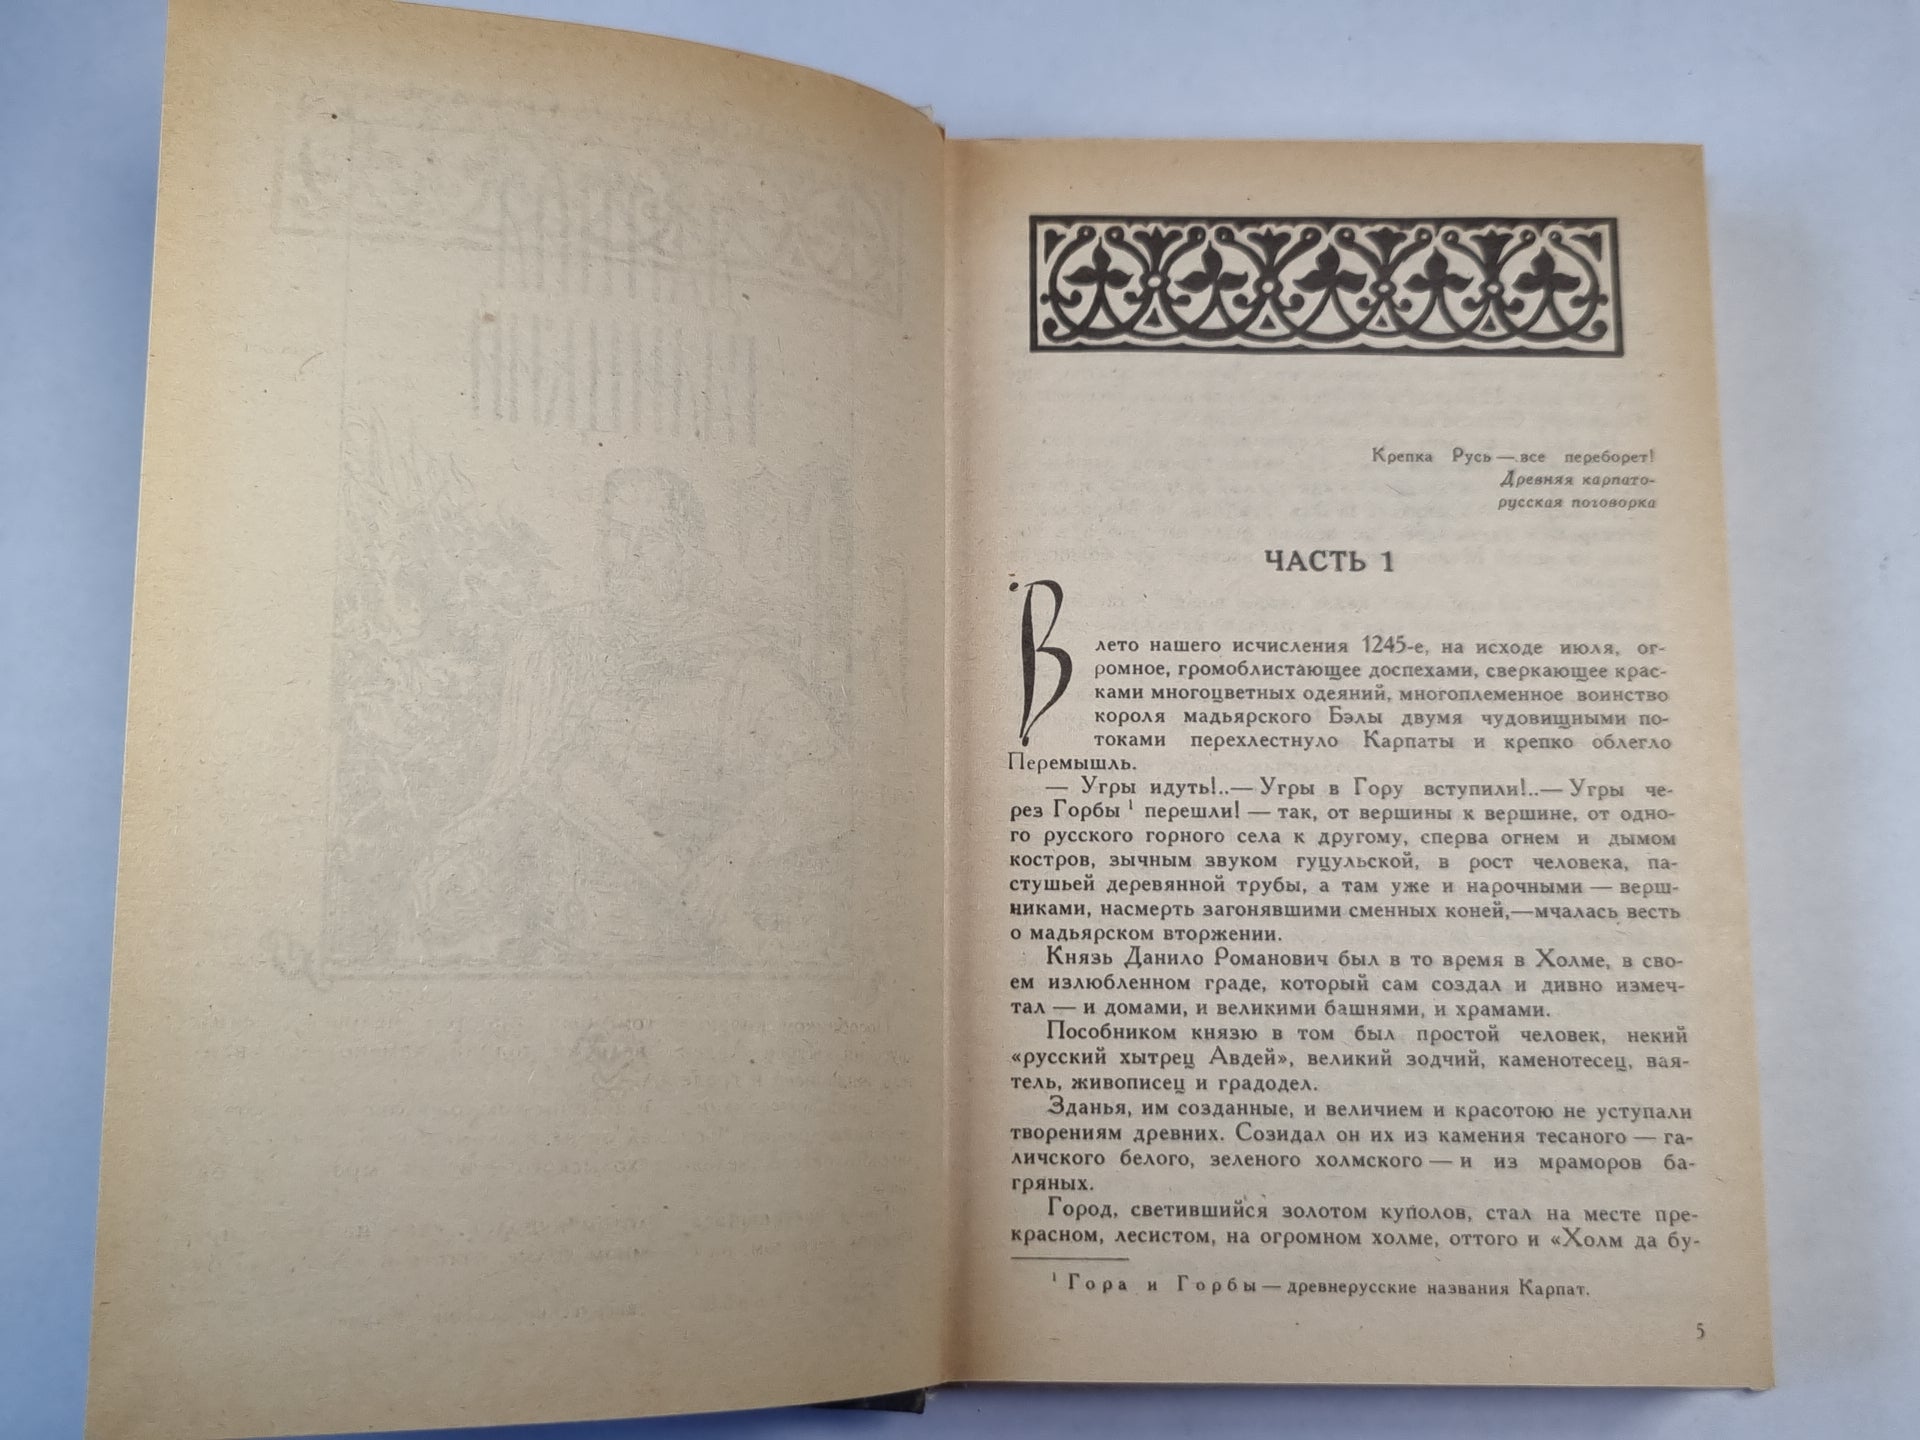 Крепка Русь — все переборет!
Древняя карпато-
русская поговорка
ЧАСТЬ 1
В лето нашего исчисления 1245-е, на исходе июля, ог-
ромное, громоблистающее доспехами, сверкающее крас-
ками многоцветных одеяний, многоплеменное воинство
короля мадьярского Бэлы двумя чудовищными по-
токами перехлестнуло Карпаты и крепко облегло
Перемышль.
— Угры идуть!..— Угры в Гору вступили!..— Угры че-
рез Горбы ¹ перешли! — так, от вершины к вершине, от одно-
го русского горного села к другому, сперва огнем и дымом
костров, зычным звуком гуцульской, в рост человека, па-
стушьей деревянной трубы, а там уже и нарочными — верш-
никами, насмерть загонявшими сменных коней,—мчалась весть
о мадьярском вторжении.
Князь Данило Романович был в то время в Холме, в сво-
ем излюбленном граде, который сам создал и дивно измеч-
тал — и домами, и великими башнями, и храмами.
Пособником князю в том был простой человек, некий
«русский хытрец Авдей», великий зодчий, каменотесец, вая-
тель, живописец и градодел.
Зданья, им созданные, и величием и красотою не уступали
творениям древних. Созидал он их из камения тесаного — га-
личского белого, зеленого холмского — и из мраморов ба-
гряных.
Город, светившийся золотом куполов, стал на месте пре-
красном, лесистом, на огромном холме, оттого и «Холм да бу-
¹ Гора и Горбы — древнерусские названия Карпат.
5